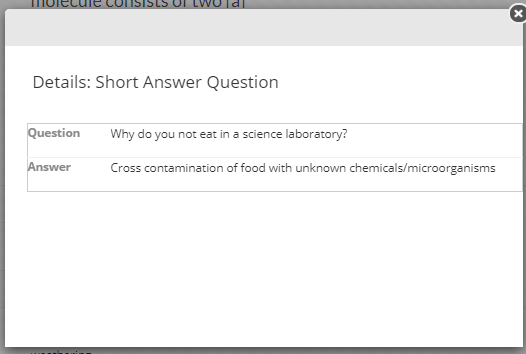 molecule consists of two [a]
Details: Short Answer Question
Question Why do you not eat in a science laboratory?
Answer Cross contamination of food with unknown chemicals/microorganisms